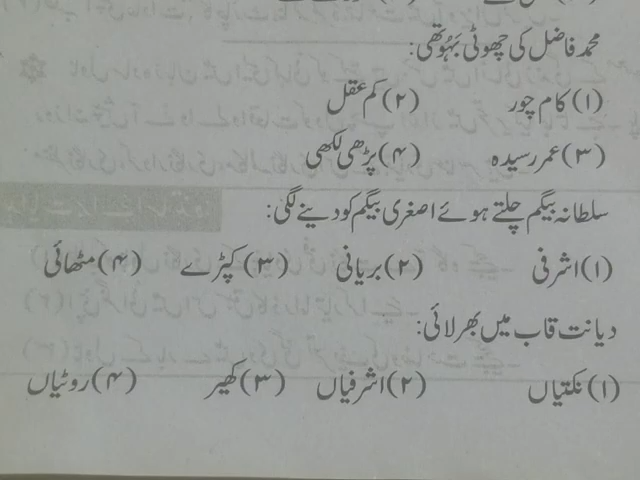 محمد فاضل کی چھوٹی بَہُو تھی:
(۱) کام چور (۲) کم عقل
(۳) عمر رسیدہ (۴) پڑھی لکھی
سلطانہ بیگم چلتے ہوئے اصغری بیگم کو دینے لگی:
(۱) اشرفی (۲) بریانی (۳) کپڑے (۴) مٹھائی
دیانت قاب میں بھر لائی:
(۱) نکتیاں (۲) اشرفیاں (۳) کھیر (۴) روٹیاں